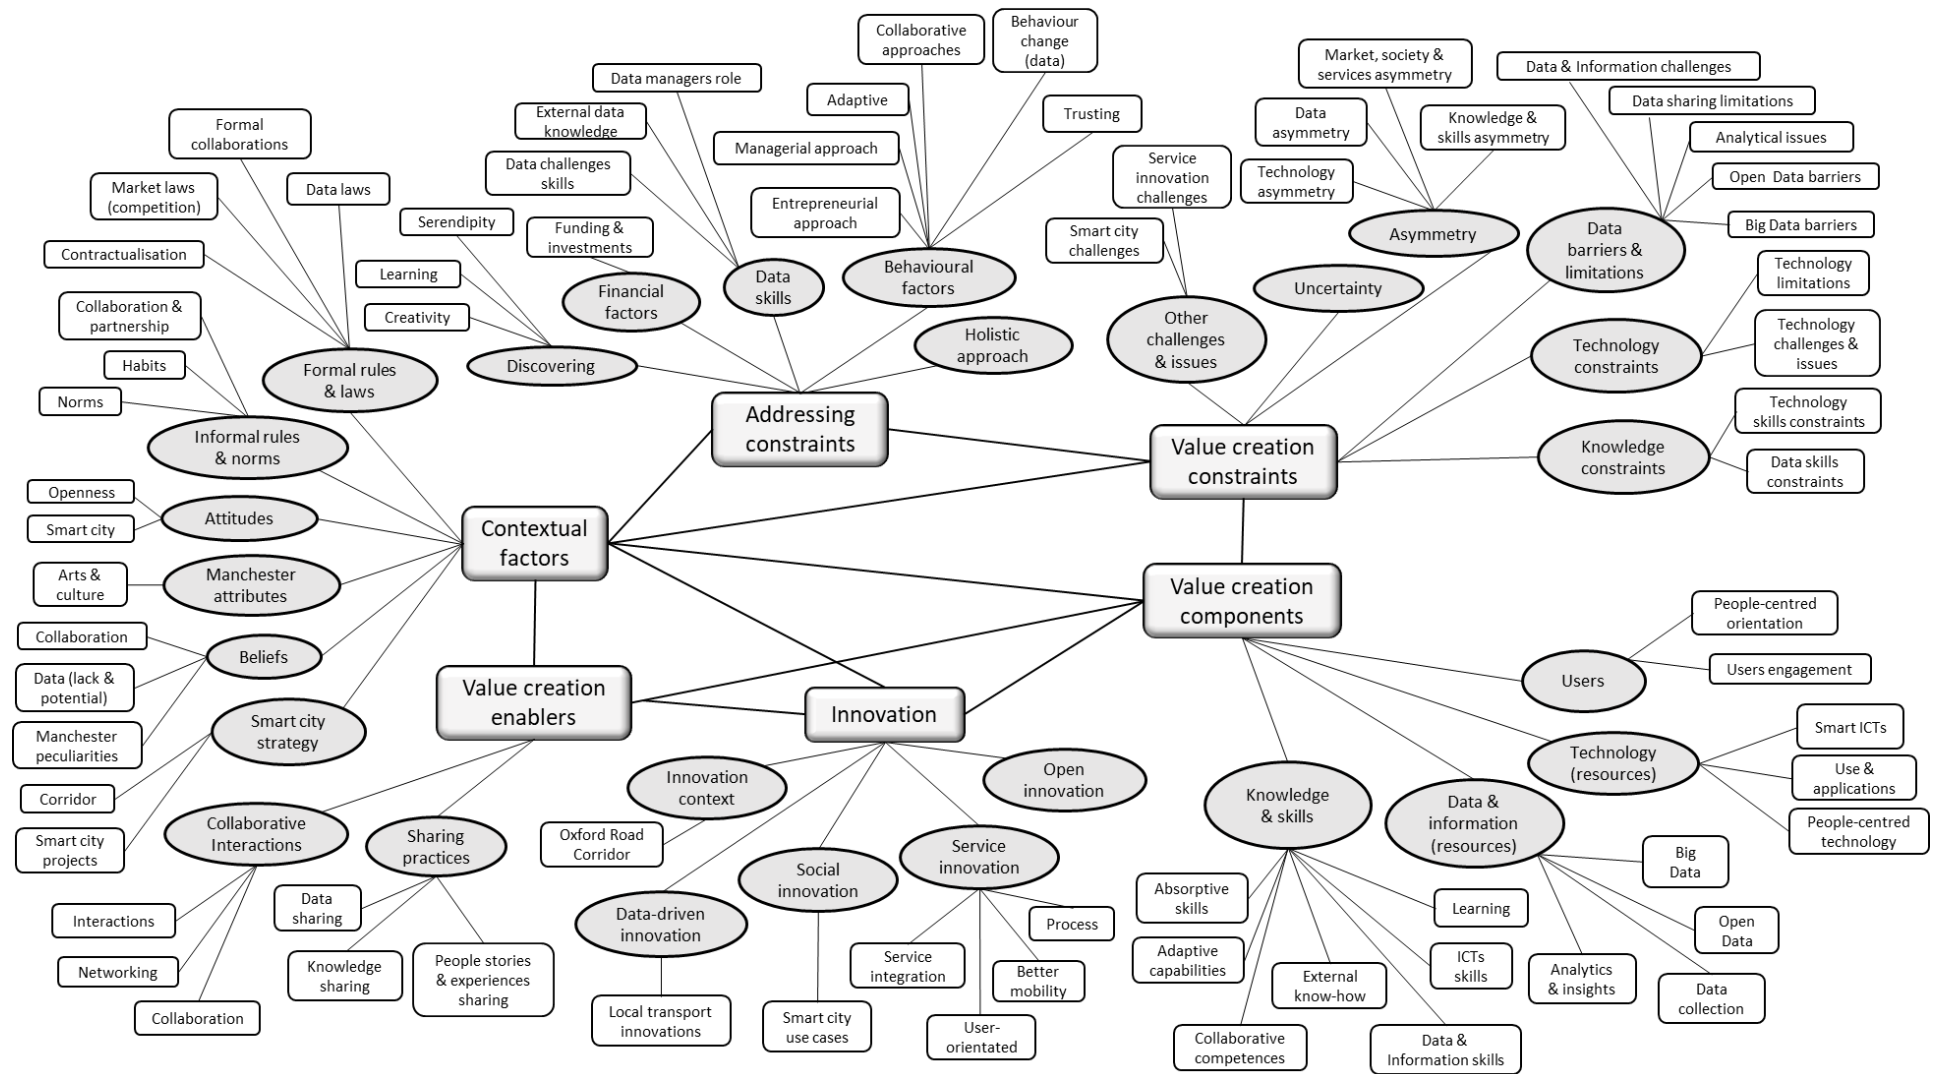 Collaborative
approaches
Behaviour
change
(data)
Data managers role
Adaptive
Trusting
External data
knowledge
Managerial approach
Data challenges
skills
Entrepreneurial
approach
Funding &
investments
Serendipity
Learning
Creativity
Formal
collaborations
Market laws
(competition)
Data laws
Contractualisation
Collaboration &
partnership
Habits
Norms
Market, society &
services asymmetry
Data
asymmetry
Knowledge &
skills asymmetry
Technology
asymmetry
Service
innovation
challenges
Smart city
challenges
Data & Information challenges
Data sharing limitations
Analytical issues
Open Data barriers
Big Data barriers
Technology
limitations
Technology
challenges &
issues
Technology
skills constraints
Data skills
constraints
Formal rules
& laws
Discovering
Financial
factors
Data
skills
Behavioural
factors
Holistic
approach
Other
challenges
& issues
Uncertainty
Asymmetry
Data
barriers &
limitations
Technology
constraints
Knowledge
constraints
Addressing
constraints
Value creation
constraints
Informal rules
& norms
Openness
Smart city
Attitudes
Arts &
culture
Manchester
attributes
Contextual
factors
Value creation
components
Collaboration
Data (lack &
potential)
Manchester
peculiarities
Beliefs
Smart city
strategy
Corridor
Smart city
projects
Value creation
enablers
Innovation
People-centred
orientation
Users engagement
Users
Smart ICTs
Use &
applications
People-centred
technology
Technology
(resources)
Collaborative
Interactions
Sharing
practices
Innovation
context
Oxford Road
Corridor
Open
innovation
Service
innovation
Social
innovation
Data-driven
innovation
Knowledge
& skills
Data &
information
(resources)
Interactions
Networking
Collaboration
Data
sharing
Knowledge
sharing
People stories
& experiences
sharing
Local transport
innovations
Smart city
use cases
Service
integration
User-
orientated
Better
mobility
Process
Absorptive
skills
Adaptive
capabilities
Collaborative
competences
External
know-how
Data &
Information skills
ICTs
skills
Learning
Analytics
& insights
Data
collection
Open
Data
Big
Data